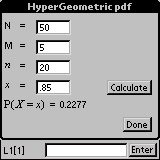 HyperGeometric pdf
N = 50
M = 5
n = 20
x = .85
Calculate
P(X = x) = 0.2277
Done
L1[1]
Enter